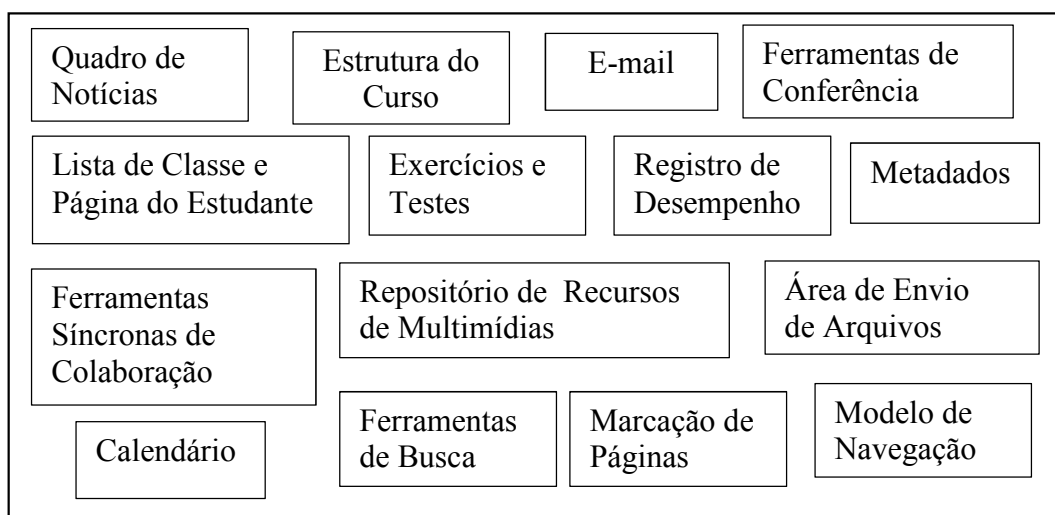 Quadro de
Notícias
Estrutura do
Curso
E-mail
Ferramentas de
Conferência
Lista de Classe e
Página do Estudante
Exercícios e
Testes
Registro de
Desempenho
Metadados
Ferramentas
Síncronas de
Colaboração
Repositório de Recursos
de Multimídias
Área de Envio
de Arquivos
Calendário
Ferramentas
de Busca
Marcação de
Páginas
Modelo de
Navegação